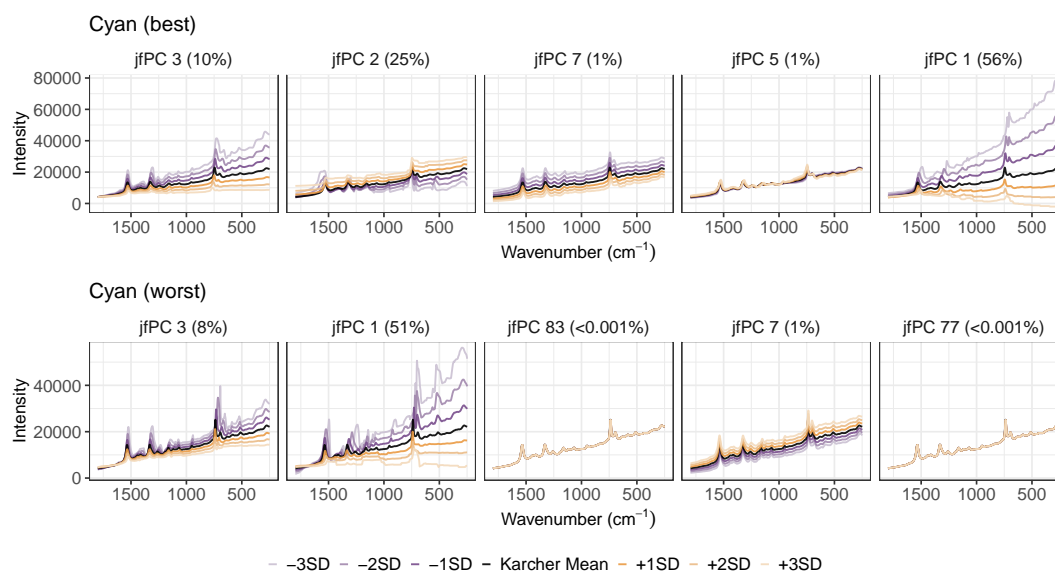 Cyan (best)
jfPC 3 (10%) jfPC 2 (25%) jfPC 7 (1%) jfPC 5 (1%) jfPC 1 (56%)
80000
60000
40000
20000
0
Intensity
1500 1000 500 1500 1000 500 1500 1000 500 1500 1000 500 1500 1000 500
Wavenumber (cm⁻¹)
Cyan (worst)
jfPC 3 (8%) jfPC 1 (51%) jfPC 83 (<0.001%) jfPC 7 (1%) jfPC 77 (<0.001%)
40000
20000
0
Intensity
1500 1000 500 1500 1000 500 1500 1000 500 1500 1000 500 1500 1000 500
Wavenumber (cm⁻¹)
−3SD −2SD −1SD Karcher Mean +1SD +2SD +3SD